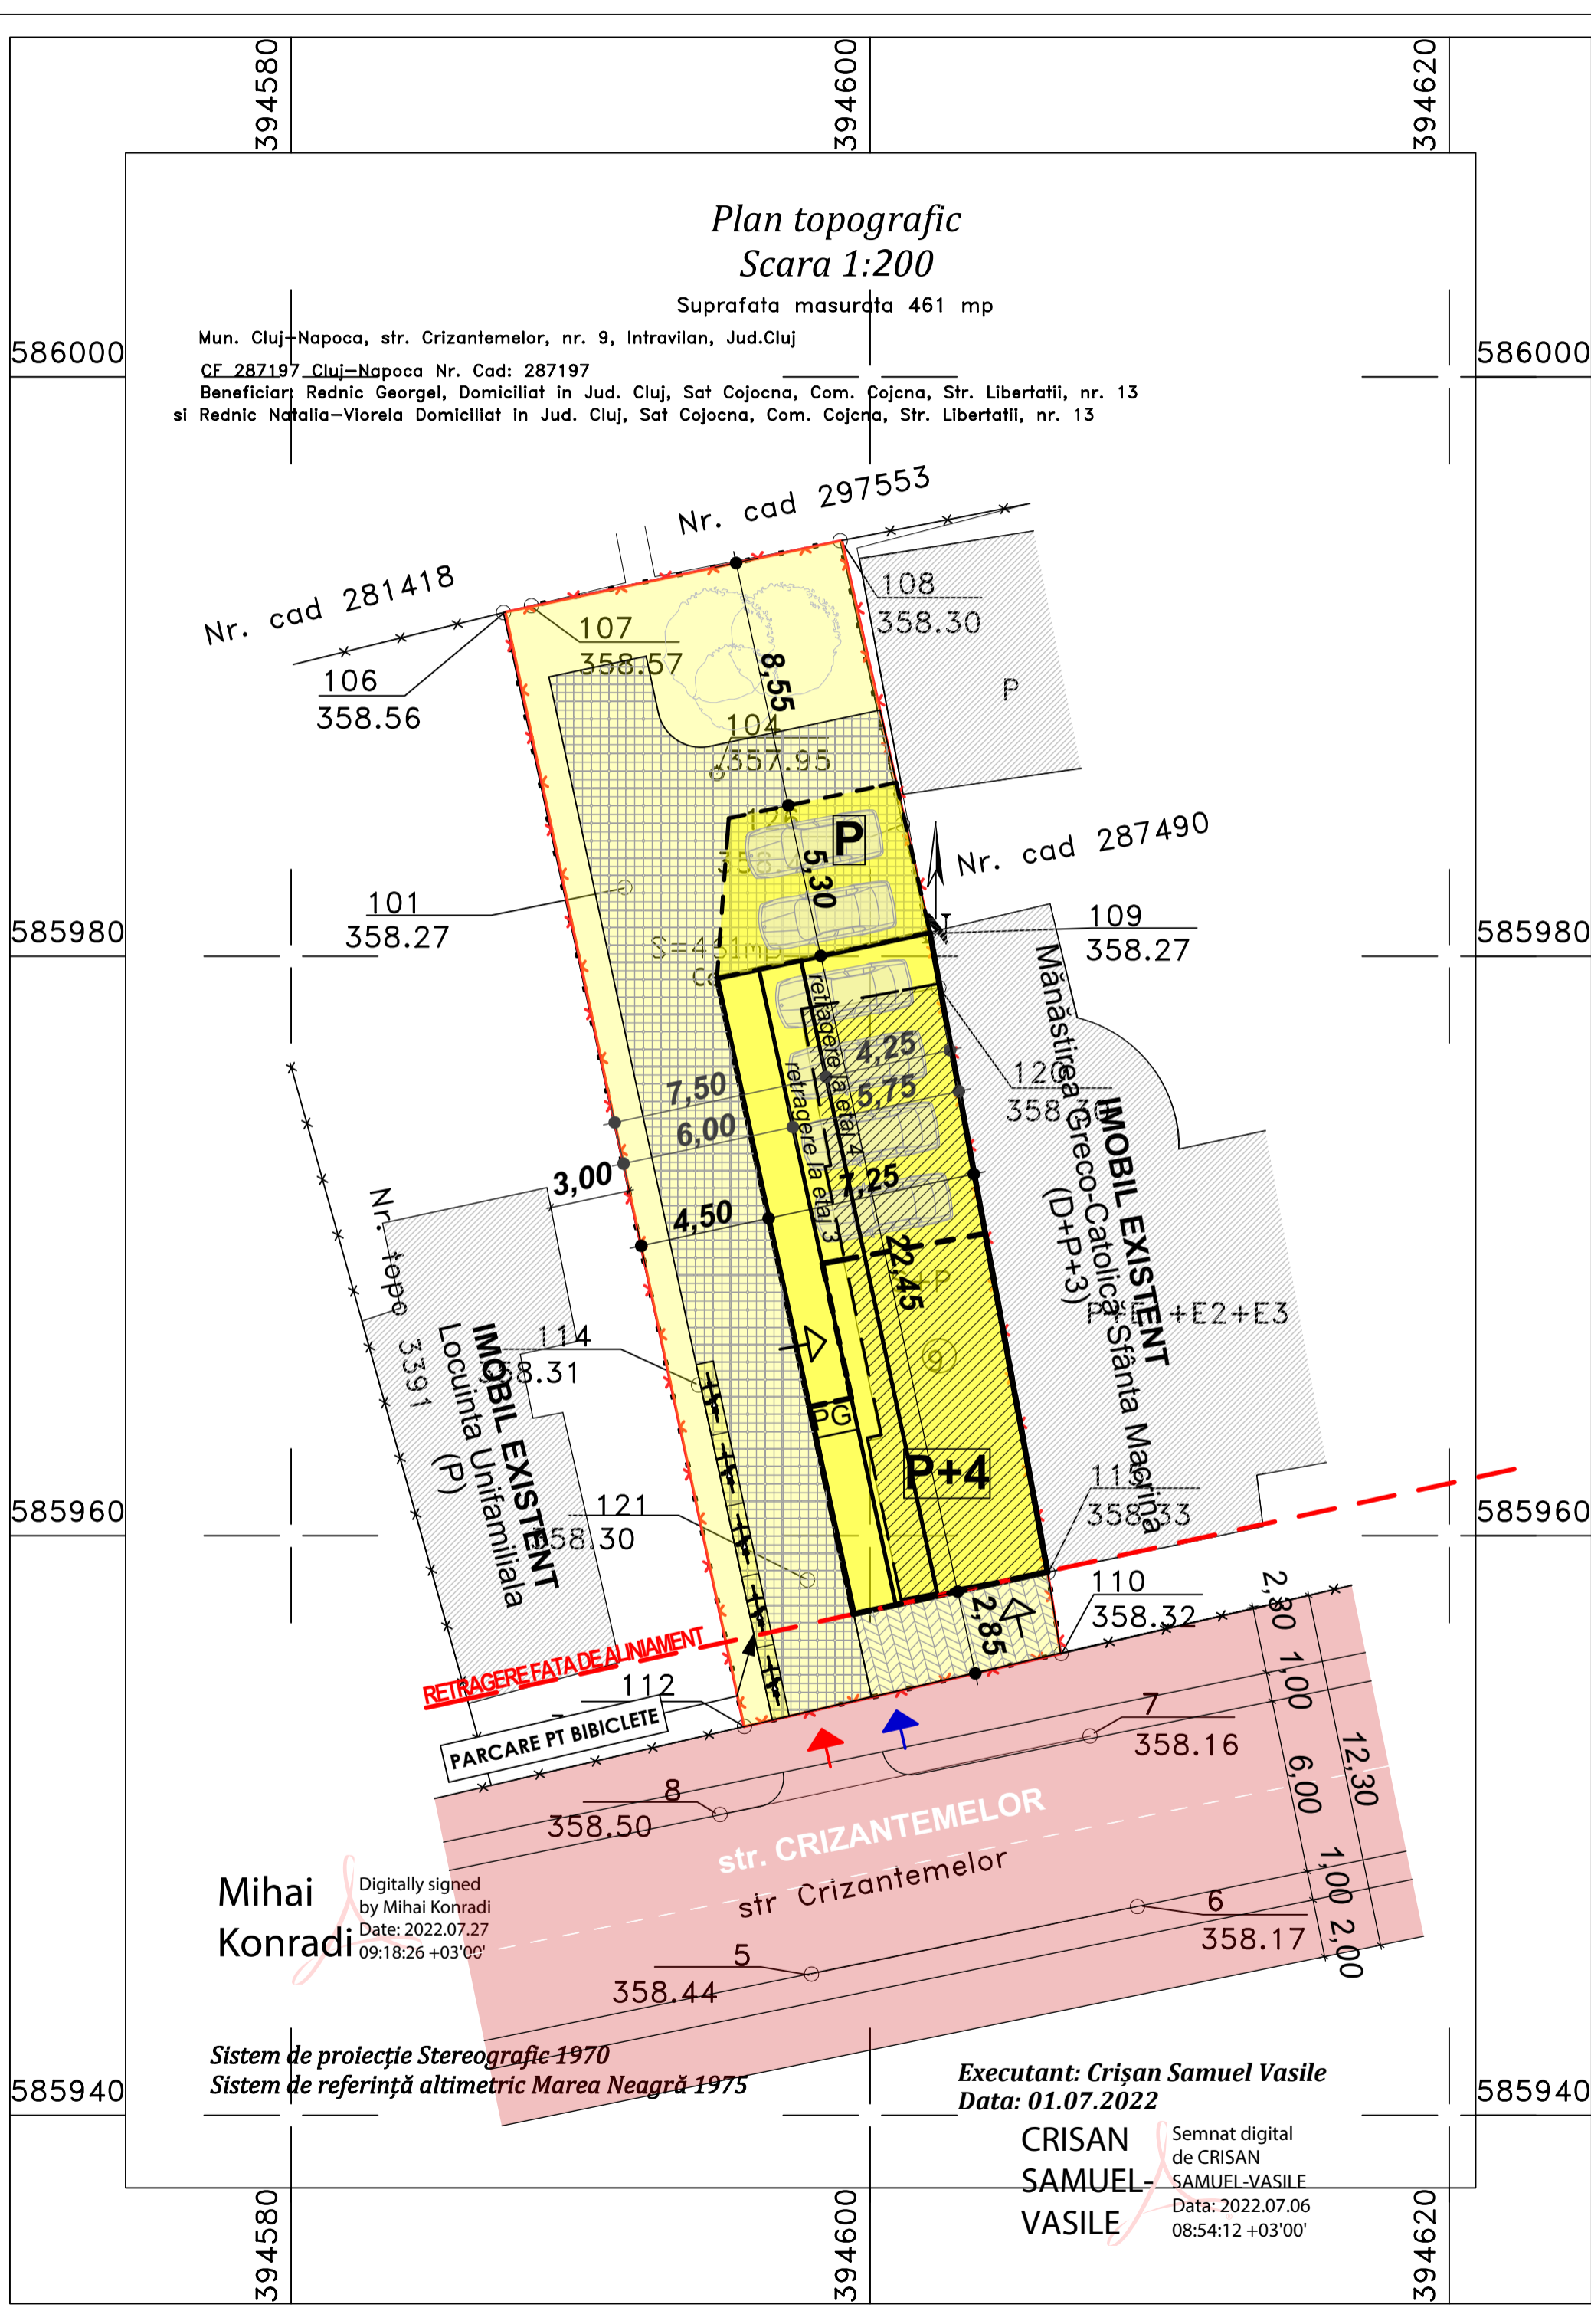 394580
394600
394620
Plan topografic
Scara 1:200
Suprafata masurata 461 mp
Mun. Cluj-Napoca, str. Crizantemelor, nr. 9, Intravilan, Jud.Cluj
586000
586000
CF 287197 Cluj-Napoca Nr. Cad: 287197
Beneficiar: Rednic Georgel, Domiciliat in Jud. Cluj, Sat Cojocna, Com. Cojcna, Str. Libertatii, nr. 13
si Rednic Natalia-Viorela Domiciliat in Jud. Cluj, Sat Cojocna, Com. Cojcna, Str. Libertatii, nr. 13
Nr. cad 297553
Nr. cad 281418
108
358.30
107
358.57
106
358.56
P
8,55
104
357.95
126
P
5,30
Nr. cad 287490
101
358.27
109
358.27
585980
585980
N
S=461mp
retragere la etaj 4
retragere la etaj 3
4,25
7,50
5,75
6,00
120
3,00
7,25
4,50
22,45
Mănăstirea Greco-Catolică Sfânta Macrina
IMOBIL EXISTENT
(D+P+3)
+E2+E3
Nr. topo 3391
IMOBIL EXISTENT
Locuinta Unifamiliala
(P)
114
358.31
9
PG
P+4
121
358.30
358.33
585960
585960
110
358.32
2,85
RETRAGERE FATA DE ALINIAMENT
112
PARCARE PT BIBICLETE
2,30
1,00
6,00
12,30
1,00
2,00
7
358.16
8
358.50
str. CRIZANTEMELOR
str Crizantemelor
6
358.17
5
358.44
Mihai
Konradi
Digitally signed
by Mihai Konradi
Date: 2022.07.27
09:18:26 +03'00'
Sistem de proiecție Stereografic 1970
Sistem de referință altimetric Marea Neagră 1975
Executant: Crișan Samuel Vasile
Data: 01.07.2022
585940
585940
CRISAN
SAMUEL-
VASILE
Semnat digital
de CRISAN
SAMUEL-VASILE
Data: 2022.07.06
08:54:12 +03'00'
394580
394600
394620